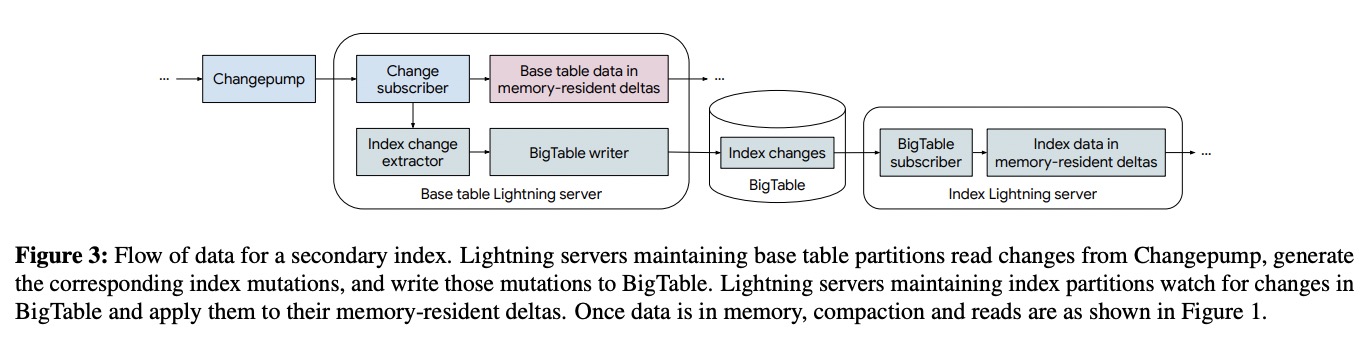 ...
Changepump
Change
subscriber
Base table data in
memory-resident deltas
...
Index change
extractor
BigTable writer
Base table Lightning server
Index changes
BigTable
BigTable
subscriber
Index data in
memory-resident deltas
...
Index Lightning server
Figure 3: Flow of data for a secondary index. Lightning servers maintaining base table partitions read changes from Changepump, generate
the corresponding index mutations, and write those mutations to BigTable. Lightning servers maintaining index partitions watch for changes in
BigTable and apply them to their memory-resident deltas. Once data is in memory, compaction and reads are as shown in Figure 1.